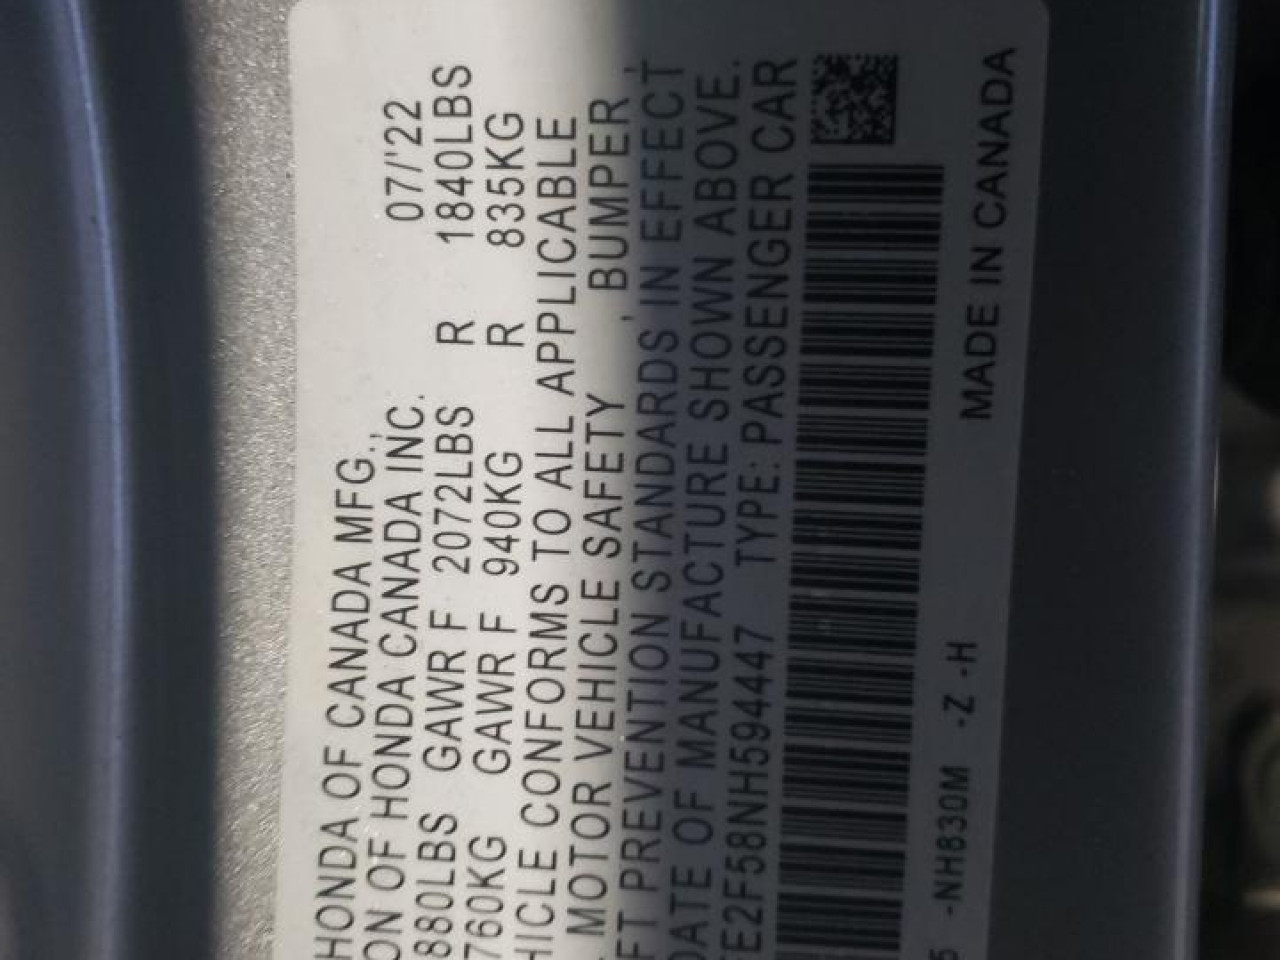 HONDA OF CANADA MFG.,
ON OF HONDA CANADA INC. 07/'22
880LBS GAWR F 2072LBS R 1840LBS
760KG GAWR F 940KG R 835KG
HICLE CONFORMS TO ALL APPLICABLE
MOTOR VEHICLE SAFETY , BUMPER,
FT PREVENTION STANDARDS IN EFFECT
DATE OF MANUFACTURE SHOWN ABOVE.
E2F58NH594447 TYPE: PASSENGER CAR
-NH830M -Z -H MADE IN CANADA